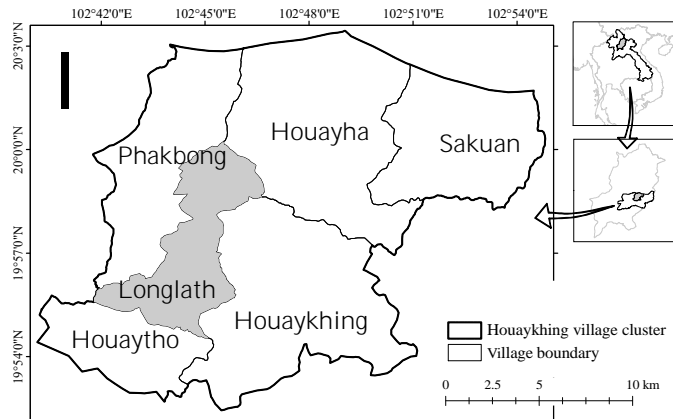 102°42'0"E 102°45'0"E 102°48'0"E 102°51'0"E 102°54'0"E
20°3'0"N
20°0'0"N
19°57'0"N
19°54'0"N
Houayha
Sakuan
Phakbong
Longlath
Houaykhing
Houaytho
Houaykhing village cluster
Village boundary
0 2.5 5 10 km